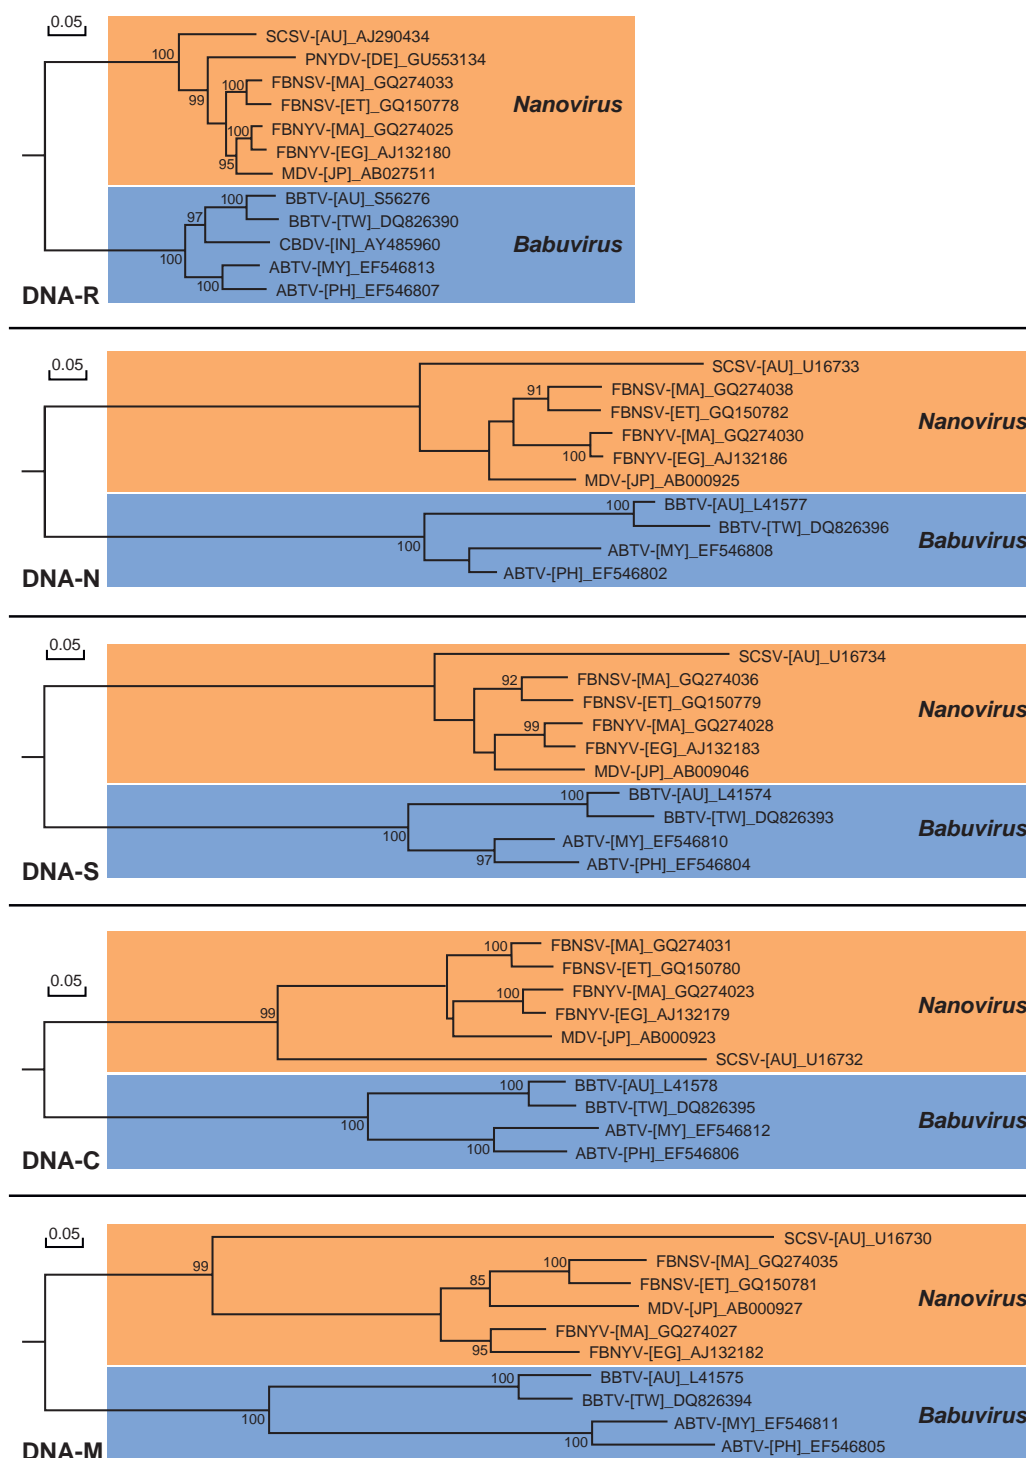 0.05
SCSV-[AU]_AJ290434
100
PNYDV-[DE]_GU553134
FBNSV-[MA]_GQ274033
100
99
FBNSV-[ET]_GQ150778
Nanovirus
FBNYV-[MA]_GQ274025
100
FBNYV-[EG]_AJ132180
95
MDV-[JP]_AB027511
BBTV-[AU]_S56276
100
97
BBTV-[TW]_DQ826390
CBDV-[IN]_AY485960
Babuvirus
100
ABTV-[MY]_EF546813
100
ABTV-[PH]_EF546807
DNA-R
0.05
SCSV-[AU]_U16733
91
FBNSV-[MA]_GQ274038
FBNSV-[ET]_GQ150782
Nanovirus
FBNYV-[MA]_GQ274030
100
FBNYV-[EG]_AJ132186
MDV-[JP]_AB000925
100
BBTV-[AU]_L41577
BBTV-[TW]_DQ826396
100
ABTV-[MY]_EF546808
Babuvirus
ABTV-[PH]_EF546802
DNA-N
0.05
SCSV-[AU]_U16734
92
FBNSV-[MA]_GQ274036
FBNSV-[ET]_GQ150779
Nanovirus
99
FBNYV-[MA]_GQ274028
FBNYV-[EG]_AJ132183
MDV-[JP]_AB009046
100
BBTV-[AU]_L41574
BBTV-[TW]_DQ826393
Babuvirus
100
ABTV-[MY]_EF546810
97
ABTV-[PH]_EF546804
DNA-S
100
FBNSV-[MA]_GQ274031
FBNSV-[ET]_GQ150780
0.05
100
FBNYV-[MA]_GQ274023
Nanovirus
99
FBNYV-[EG]_AJ132179
MDV-[JP]_AB000923
SCSV-[AU]_U16732
100
BBTV-[AU]_L41578
BBTV-[TW]_DQ826395
Babuvirus
100
ABTV-[MY]_EF546812
100
ABTV-[PH]_EF546806
DNA-C
0.05
SCSV-[AU]_U16730
99
100
FBNSV-[MA]_GQ274035
85
FBNSV-[ET]_GQ150781
Nanovirus
MDV-[JP]_AB000927
FBNYV-[MA]_GQ274027
95
FBNYV-[EG]_AJ132182
100
BBTV-[AU]_L41575
BBTV-[TW]_DQ826394
Babuvirus
100
ABTV-[MY]_EF546811
100
ABTV-[PH]_EF546805
DNA-M